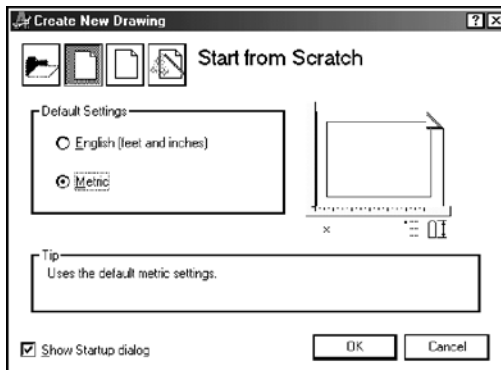 Create New Drawing
Start from Scratch
Default Settings
English (feet and inches)
Metric
Tip
Uses the default metric settings.
Show Startup dialog
OK
Cancel